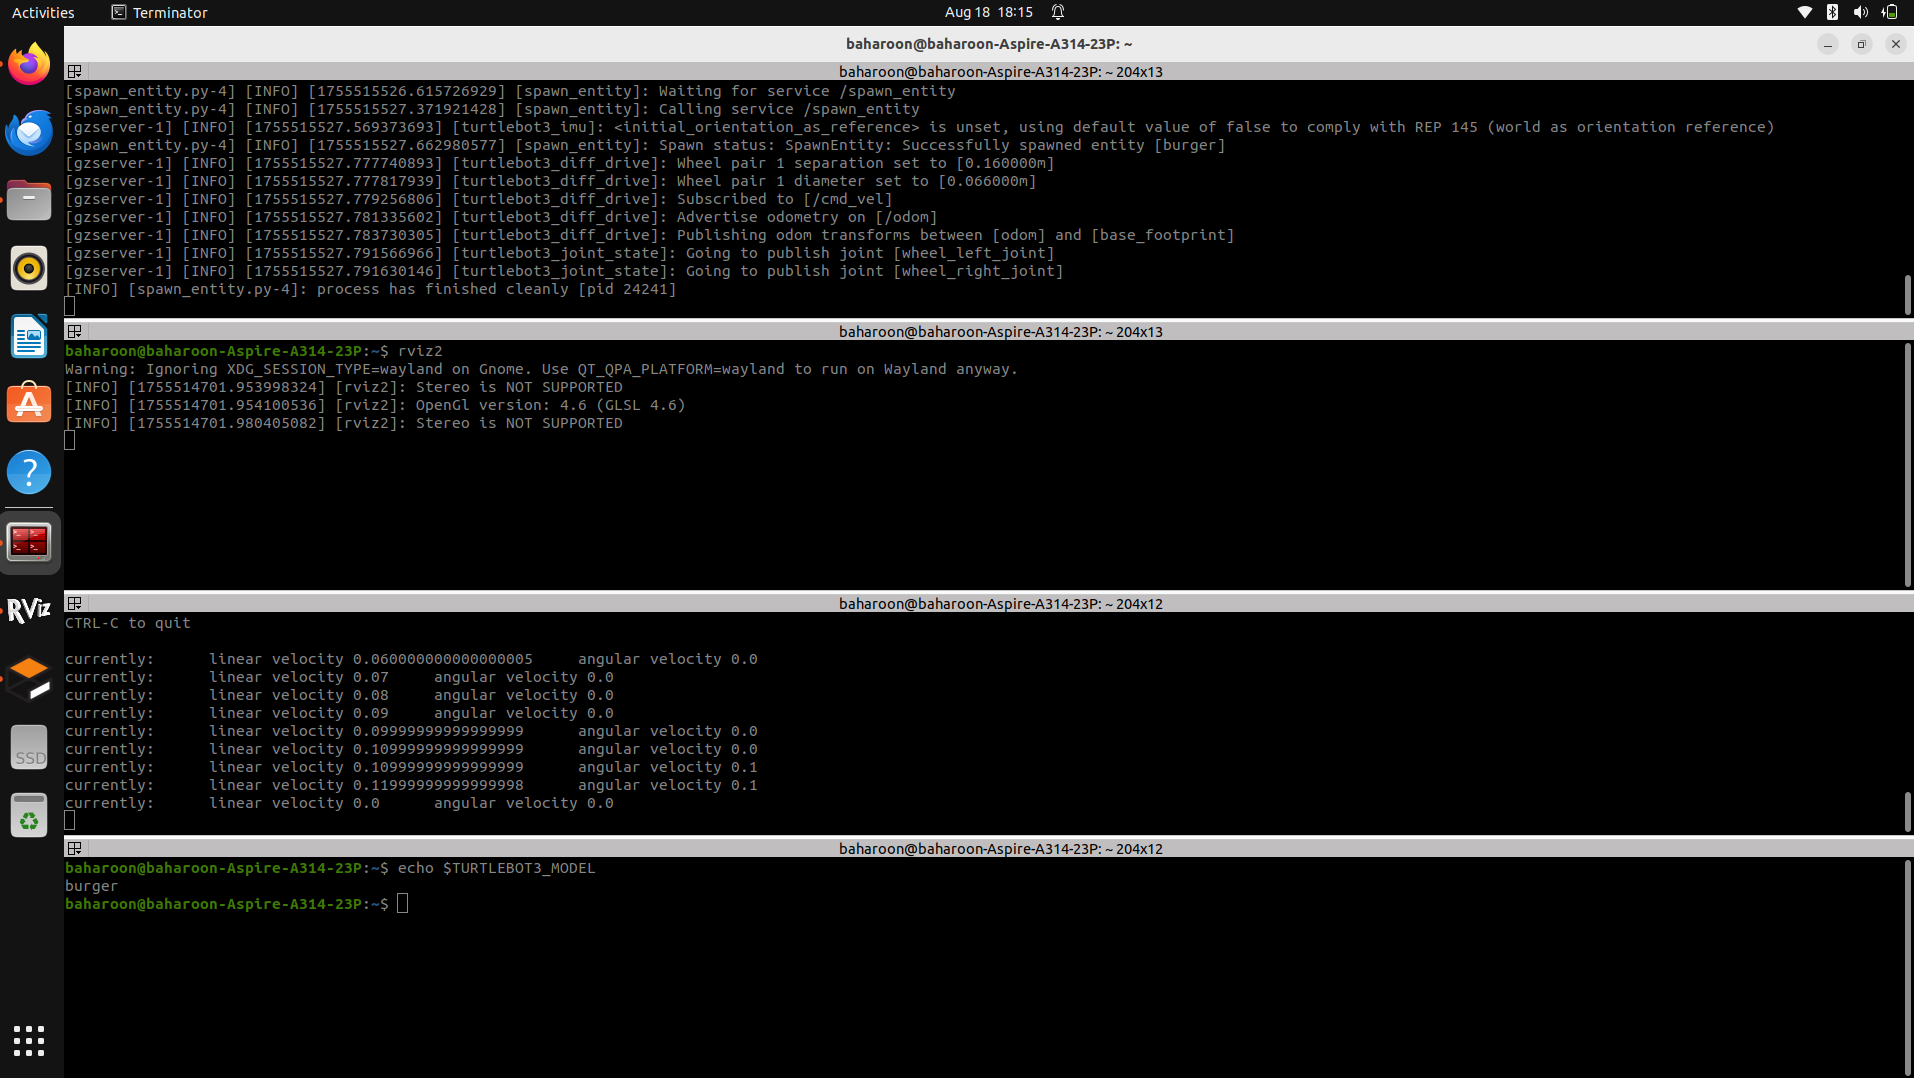 Activities
Terminator
Aug 18 18:15
baharoon@baharoon-Aspire-A314-23P: ~
baharoon@baharoon-Aspire-A314-23P: ~ 204x13
[spawn_entity.py-4] [INFO] [1755515526.615726929] [spawn_entity]: Waiting for service /spawn_entity
[spawn_entity.py-4] [INFO] [1755515527.371921428] [spawn_entity]: Calling service /spawn_entity
[gzserver-1] [INFO] [1755515527.569373693] [turtlebot3_imu]: <initial_orientation_as_reference> is unset, using default value of false to comply with REP 145 (world as orientation reference)
[spawn_entity.py-4] [INFO] [1755515527.662980577] [spawn_entity]: Spawn status: SpawnEntity: Successfully spawned entity [burger]
[gzserver-1] [INFO] [1755515527.777740893] [turtlebot3_diff_drive]: Wheel pair 1 separation set to [0.160000m]
[gzserver-1] [INFO] [1755515527.777817939] [turtlebot3_diff_drive]: Wheel pair 1 diameter set to [0.066000m]
[gzserver-1] [INFO] [1755515527.779256806] [turtlebot3_diff_drive]: Subscribed to [/cmd_vel]
[gzserver-1] [INFO] [1755515527.781335602] [turtlebot3_diff_drive]: Advertise odometry on [/odom]
[gzserver-1] [INFO] [1755515527.783730305] [turtlebot3_diff_drive]: Publishing odom transforms between [odom] and [base_footprint]
[gzserver-1] [INFO] [1755515527.791566966] [turtlebot3_joint_state]: Going to publish joint [wheel_left_joint]
[gzserver-1] [INFO] [1755515527.791630146] [turtlebot3_joint_state]: Going to publish joint [wheel_right_joint]
[INFO] [spawn_entity.py-4]: process has finished cleanly [pid 24241]
baharoon@baharoon-Aspire-A314-23P: ~ 204x13
baharoon@baharoon-Aspire-A314-23P:~$ rviz2
Warning: Ignoring XDG_SESSION_TYPE=wayland on Gnome. Use QT_QPA_PLATFORM=wayland to run on Wayland anyway.
[INFO] [1755514701.953998324] [rviz2]: Stereo is NOT SUPPORTED
[INFO] [1755514701.954100536] [rviz2]: OpenGl version: 4.6 (GLSL 4.6)
[INFO] [1755514701.980405082] [rviz2]: Stereo is NOT SUPPORTED
baharoon@baharoon-Aspire-A314-23P: ~ 204x12
CTRL-C to quit
currently: linear velocity 0.060000000000000005 angular velocity 0.0
currently: linear velocity 0.07 angular velocity 0.0
currently: linear velocity 0.08 angular velocity 0.0
currently: linear velocity 0.09 angular velocity 0.0
currently: linear velocity 0.09999999999999999 angular velocity 0.0
currently: linear velocity 0.10999999999999999 angular velocity 0.0
currently: linear velocity 0.10999999999999999 angular velocity 0.1
currently: linear velocity 0.11999999999999998 angular velocity 0.1
currently: linear velocity 0.0 angular velocity 0.0
baharoon@baharoon-Aspire-A314-23P: ~ 204x12
baharoon@baharoon-Aspire-A314-23P:~$ echo $TURTLEBOT3_MODEL
burger
baharoon@baharoon-Aspire-A314-23P:~$
RViz
SSD